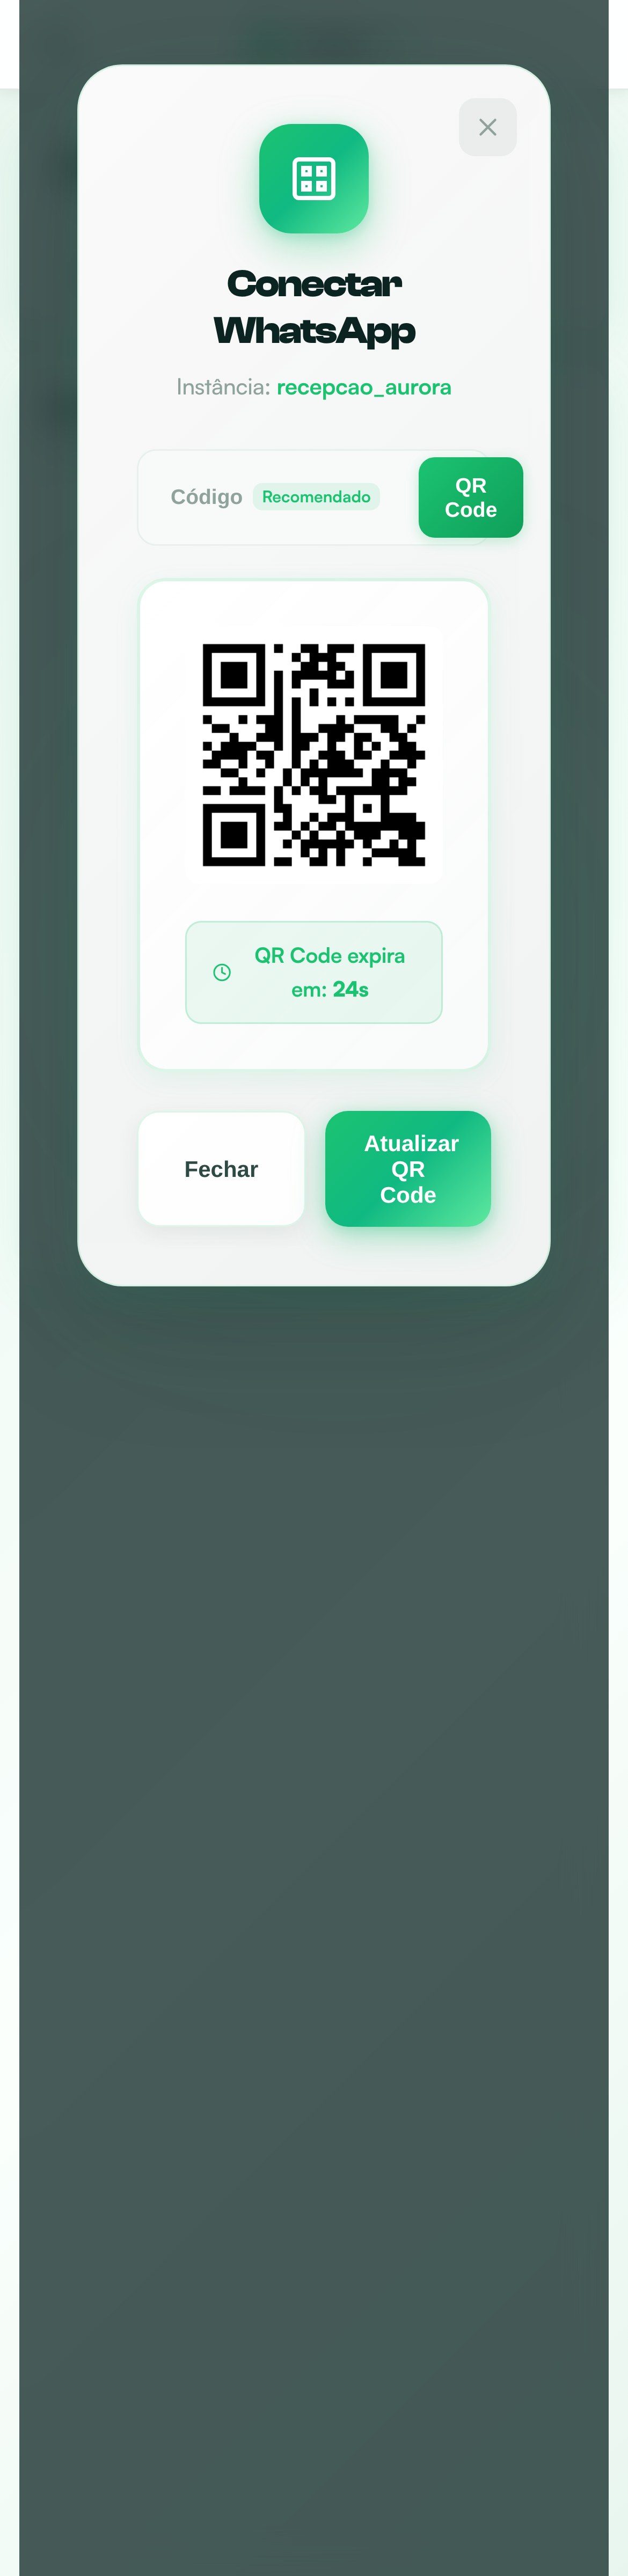 Conectar
WhatsApp
Instância: recepcao_aurora
Código Recomendado
QR
Code
QR Code expira
em: 24s
Fechar
Atualizar
QR
Code